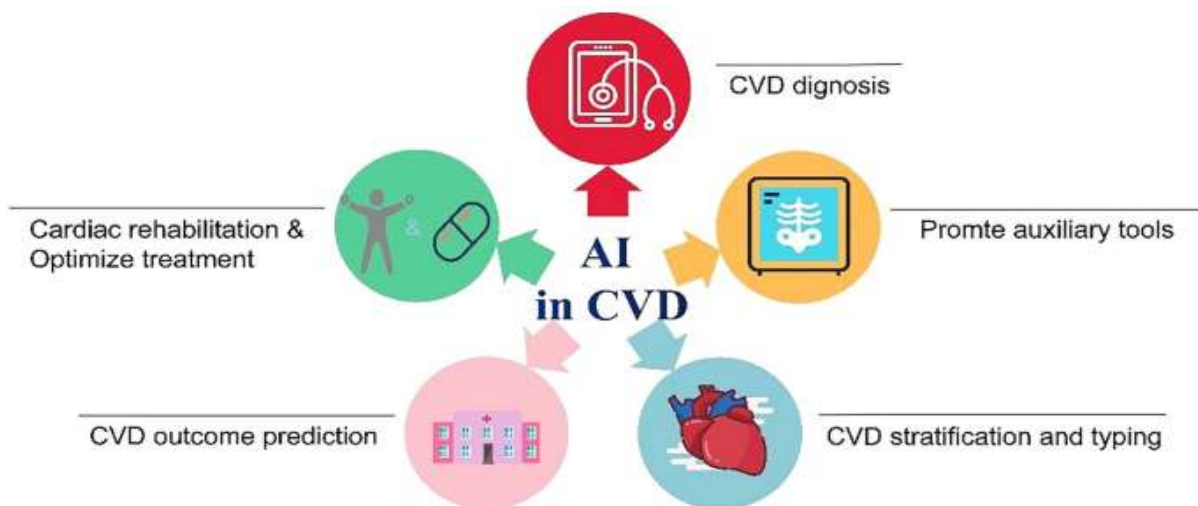 CVD dignosis
Cardiac rehabilitation &
Optimize treatment
&
Promte auxiliary tools
AI
in CVD
CVD outcome prediction
CVD stratification and typing